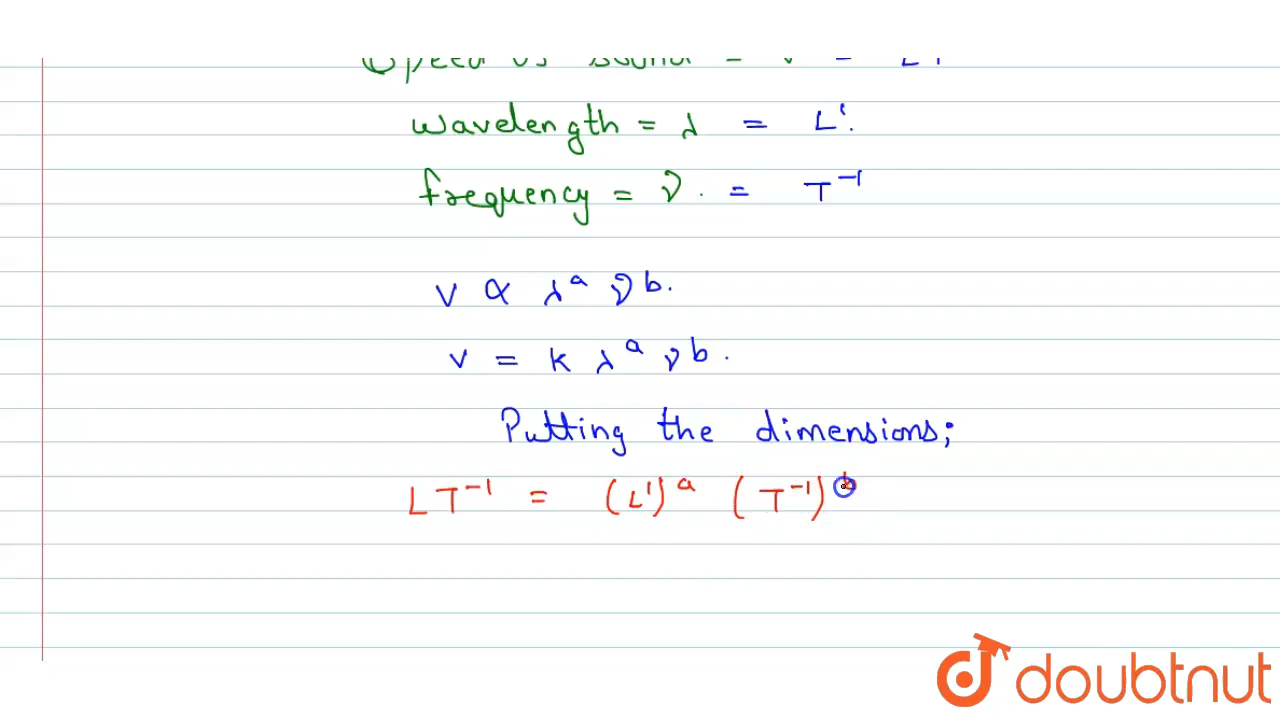 wavelength = λ = L¹.
frequency = ν. = T⁻¹
v ∝ λᵃ νᵇ.
v = k λᵃ νᵇ.
Putting the dimensions;
LT⁻¹ = (L¹)ᵃ (T⁻¹)ᵇ
doubtnut